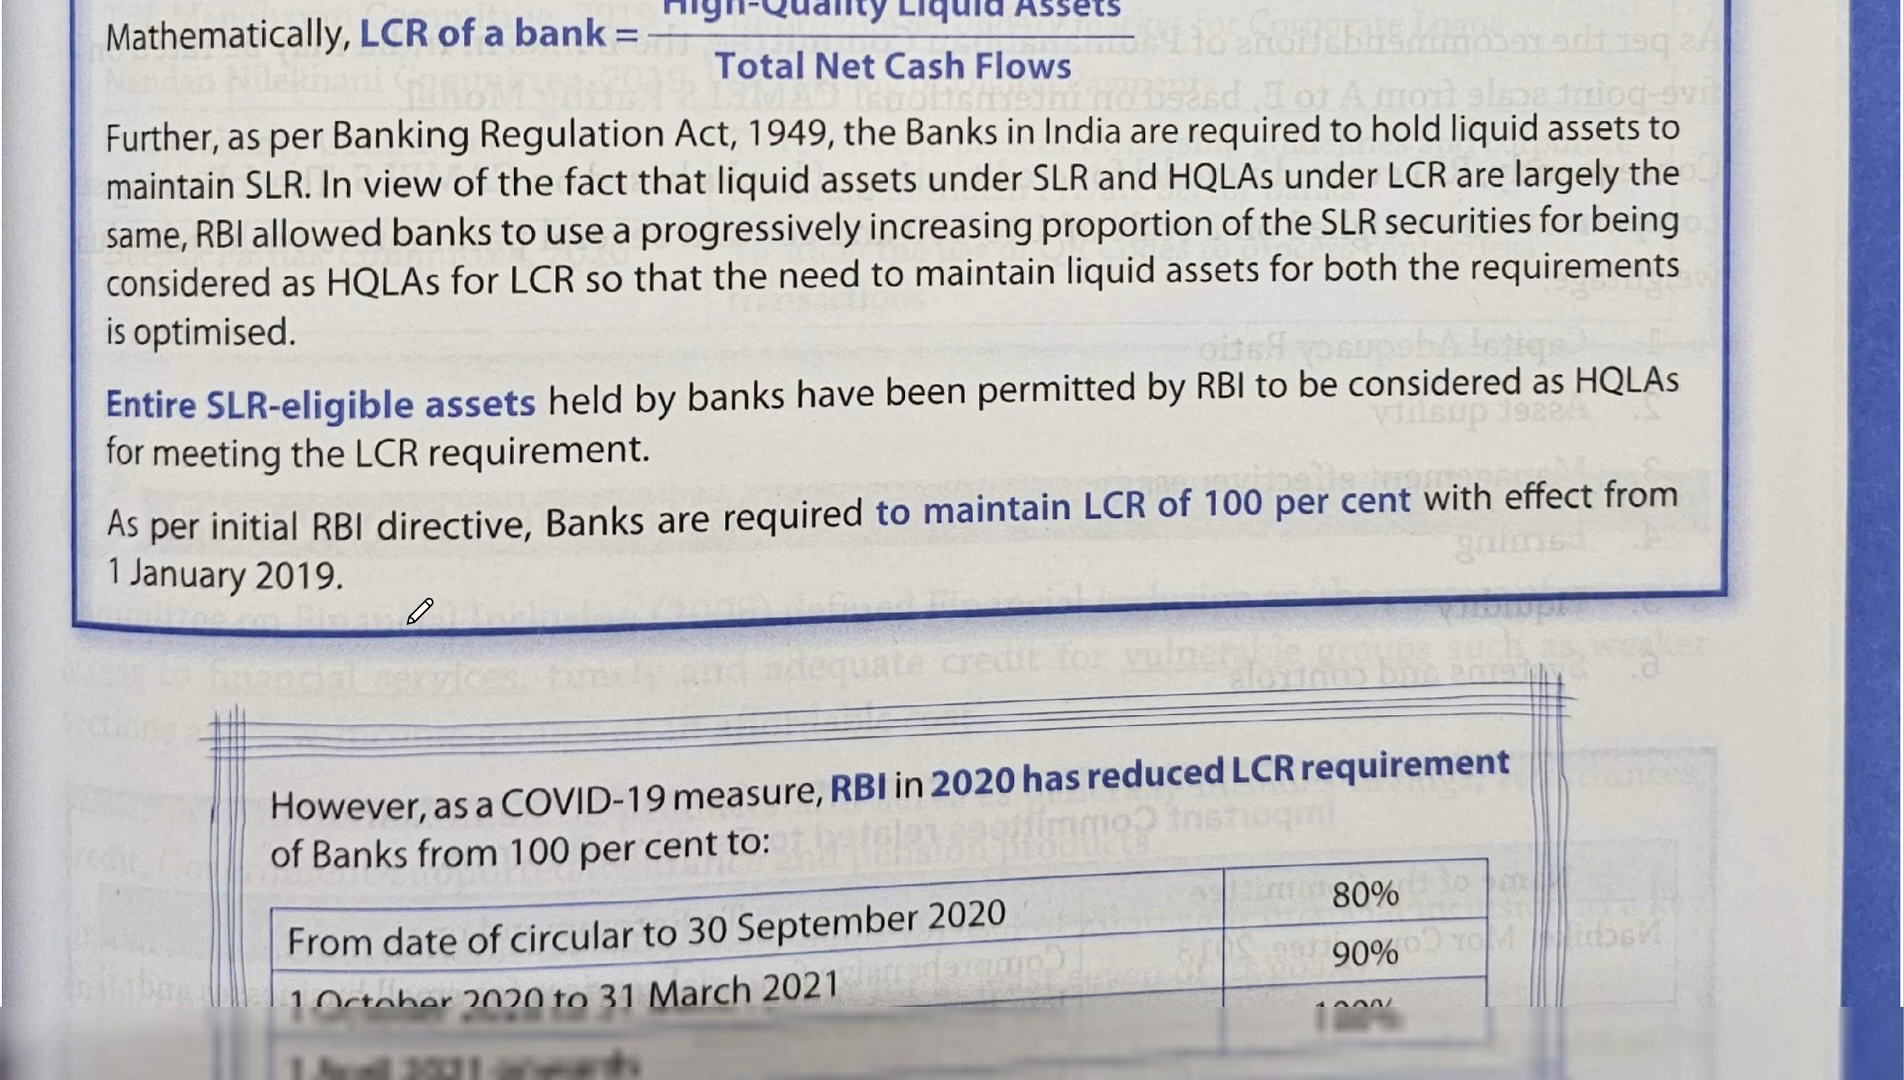 High-Quality Liquid Assets
Mathematically, LCR of a bank =
Total Net Cash Flows
Further, as per Banking Regulation Act, 1949, the Banks in India are required to hold liquid assets to
maintain SLR. In view of the fact that liquid assets under SLR and HQLAs under LCR are largely the
same, RBI allowed banks to use a progressively increasing proportion of the SLR securities for being
considered as HQLAs for LCR so that the need to maintain liquid assets for both the requirements
is optimised.
Entire SLR-eligible assets held by banks have been permitted by RBI to be considered as HQLAs
for meeting the LCR requirement.
As per initial RBI directive, Banks are required to maintain LCR of 100 per cent with effect from
1 January 2019.
However, as a COVID-19 measure, RBI in 2020 has reduced LCR requirement
of Banks from 100 per cent to:
From date of circular to 30 September 2020 80%
1 October 2020 to 31 March 2021 90%
1 April 2021 onwards 100%